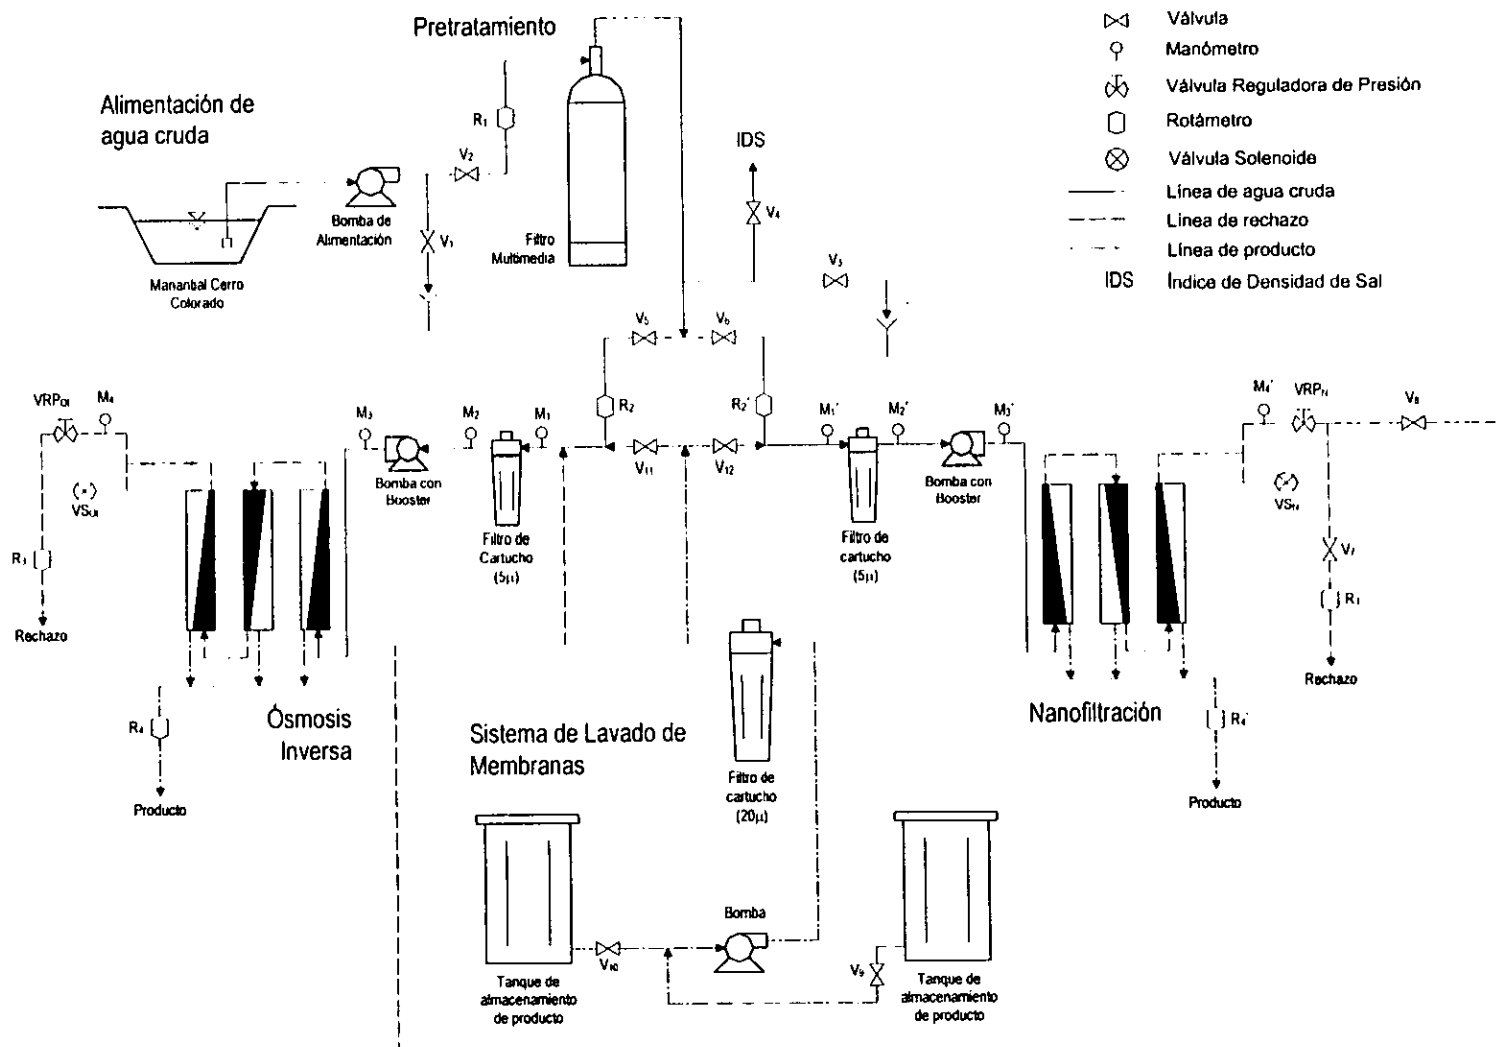 Pretratamiento
Alimentación de
agua cruda
R₁
V₂
Bomba de
Alimentación
V₁
Manantial Cerro
Colorado
Filtro
Multimedia
IDS
V₄
V₃
Válvula
Manómetro
Válvula Reguladora de Presión
Rotámetro
Válvula Solenoide
Línea de agua cruda
Línea de rechazo
Línea de producto
IDS Índice de Densidad de Sal
V₅
V₆
VRPOI
M₄
M₃
M₂
M₁
R₂
R₂'
M₁'
M₂'
M₃'
M₄'
VRPN
V₈
V₁₁
V₁₂
Bomba con
Booster
Filtro de
Cartucho
(5µ)
Filtro de
cartucho
(5µ)
Bomba con
Booster
VSOI
VSN
R₃
V₇
Rechazo
Rechazo
R₄
Ósmosis
Inversa
Sistema de Lavado de
Membranas
Nanofiltración
R₄'
Producto
Filtro de
cartucho
(20µ)
Producto
Bomba
V₁₀
V₉
Tanque de
almacenamiento
de producto
Tanque de
almacenamiento
de producto